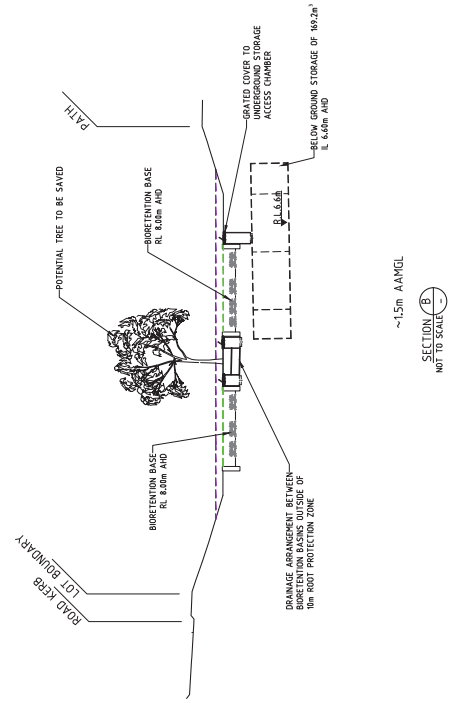 ROAD KERB
LOT BOUNDARY
BIORETENTION BASE
RL 8.00m AHD
POTENTIAL TREE TO BE SAVED
BIORETENTION BASE
RL 8.00m AHD
PATH
DRAINAGE ARRANGEMENT BETWEEN
BIORETENTION BASINS OUTSIDE OF
10m ROOT PROTECTION ZONE
GRATED COVER TO
UNDERGROUND STORAGE
ACCESS CHAMBER
RL 6.6m
BELOW GROUND STORAGE OF 169.2m³
IL 6.60m AHD
~1.5m AAMGL
SECTION B
NOT TO SCALE -